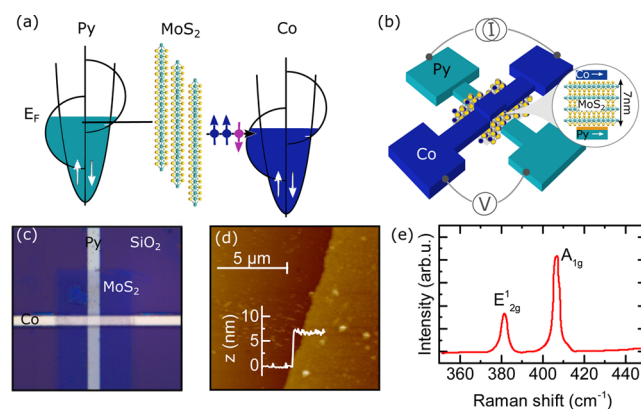 (a)
Py
MoS₂
Co
E_F
(b)
I
Py
Co
V
Co
MoS₂
Py
7nm
(c)
Py
SiO₂
MoS₂
Co
(d)
5 µm
z (nm)
10
5
0
(e)
Intensity (arb.u.)
E¹₂g
A₁g
360
380
400
420
440
Raman shift (cm⁻¹)